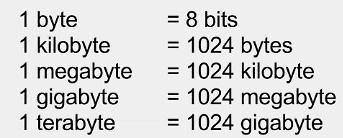 1 byte = 8 bits
1 kilobyte = 1024 bytes
1 megabyte = 1024 kilobyte
1 gigabyte = 1024 megabyte
1 terabyte = 1024 gigabyte